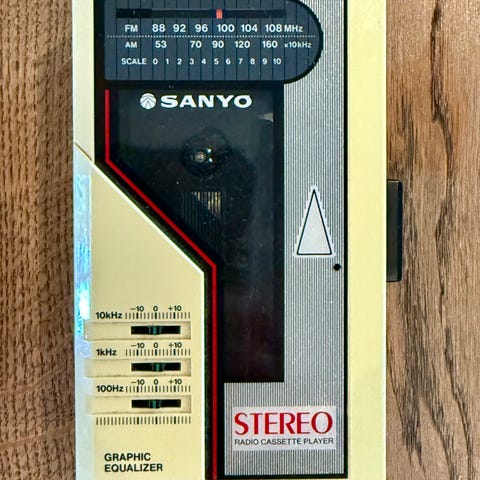 FM 88 92 96 100 104 108 MHz
AM 53 70 90 120 160 x10kHz
SCALE 0 1 2 3 4 5 6 7 8 9 10
SANYO
10kHz -10 0 +10
1kHz -10 0 +10
100Hz -10 0 +10
STEREO
RADIO CASSETTE PLAYER
GRAPHIC
EQUALIZER